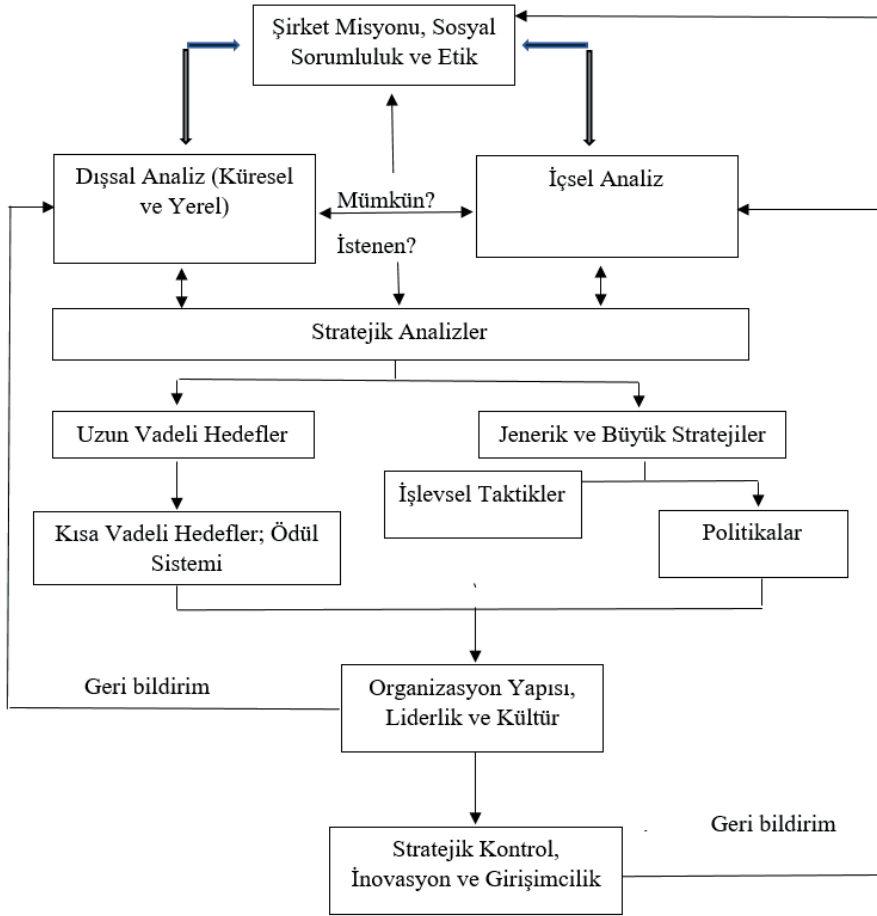 Şirket Misyonu, Sosyal
Sorumluluk ve Etik
Dışsal Analiz (Küresel
ve Yerel)
Mümkün?
İstenen?
İçsel Analiz
Stratejik Analizler
Uzun Vadeli Hedefler
Jenerik ve Büyük Stratejiler
İşlevsel Taktikler
Kısa Vadeli Hedefler; Ödül
Sistemi
Politikalar
Geri bildirim
Organizasyon Yapısı,
Liderlik ve Kültür
Geri bildirim
Stratejik Kontrol,
İnovasyon ve Girişimcilik